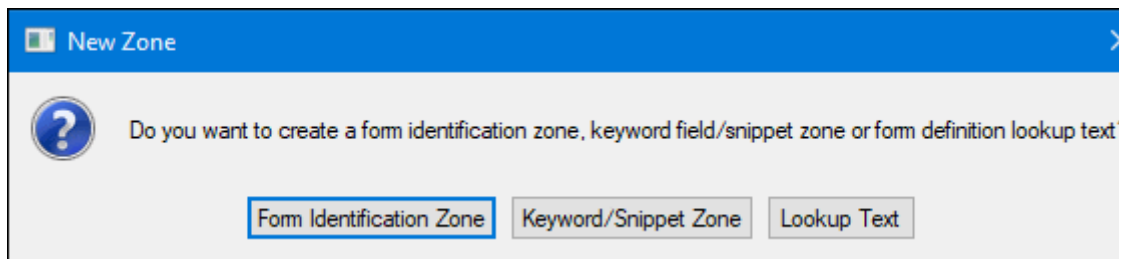 New Zone
Do you want to create a form identification zone, keyword field/snippet zone or form definition lookup text?
Form Identification Zone
Keyword/Snippet Zone
Lookup Text